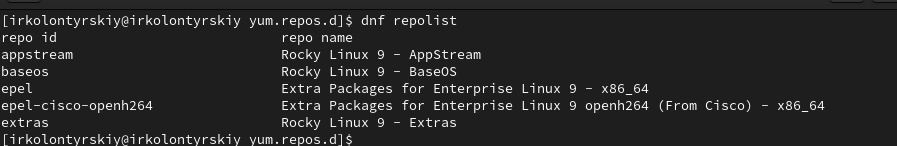 [irkolontyrskiy@irkolontyrskiy yum.repos.d]$ dnf repolist
repo id                            repo name
appstream                          Rocky Linux 9 - AppStream
baseos                             Rocky Linux 9 - BaseOS
epel                               Extra Packages for Enterprise Linux 9 - x86_64
epel-cisco-openh264                Extra Packages for Enterprise Linux 9 openh264 (From Cisco) - x86_64
extras                             Rocky Linux 9 - Extras
[irkolontyrskiy@irkolontyrskiy yum.repos.d]$